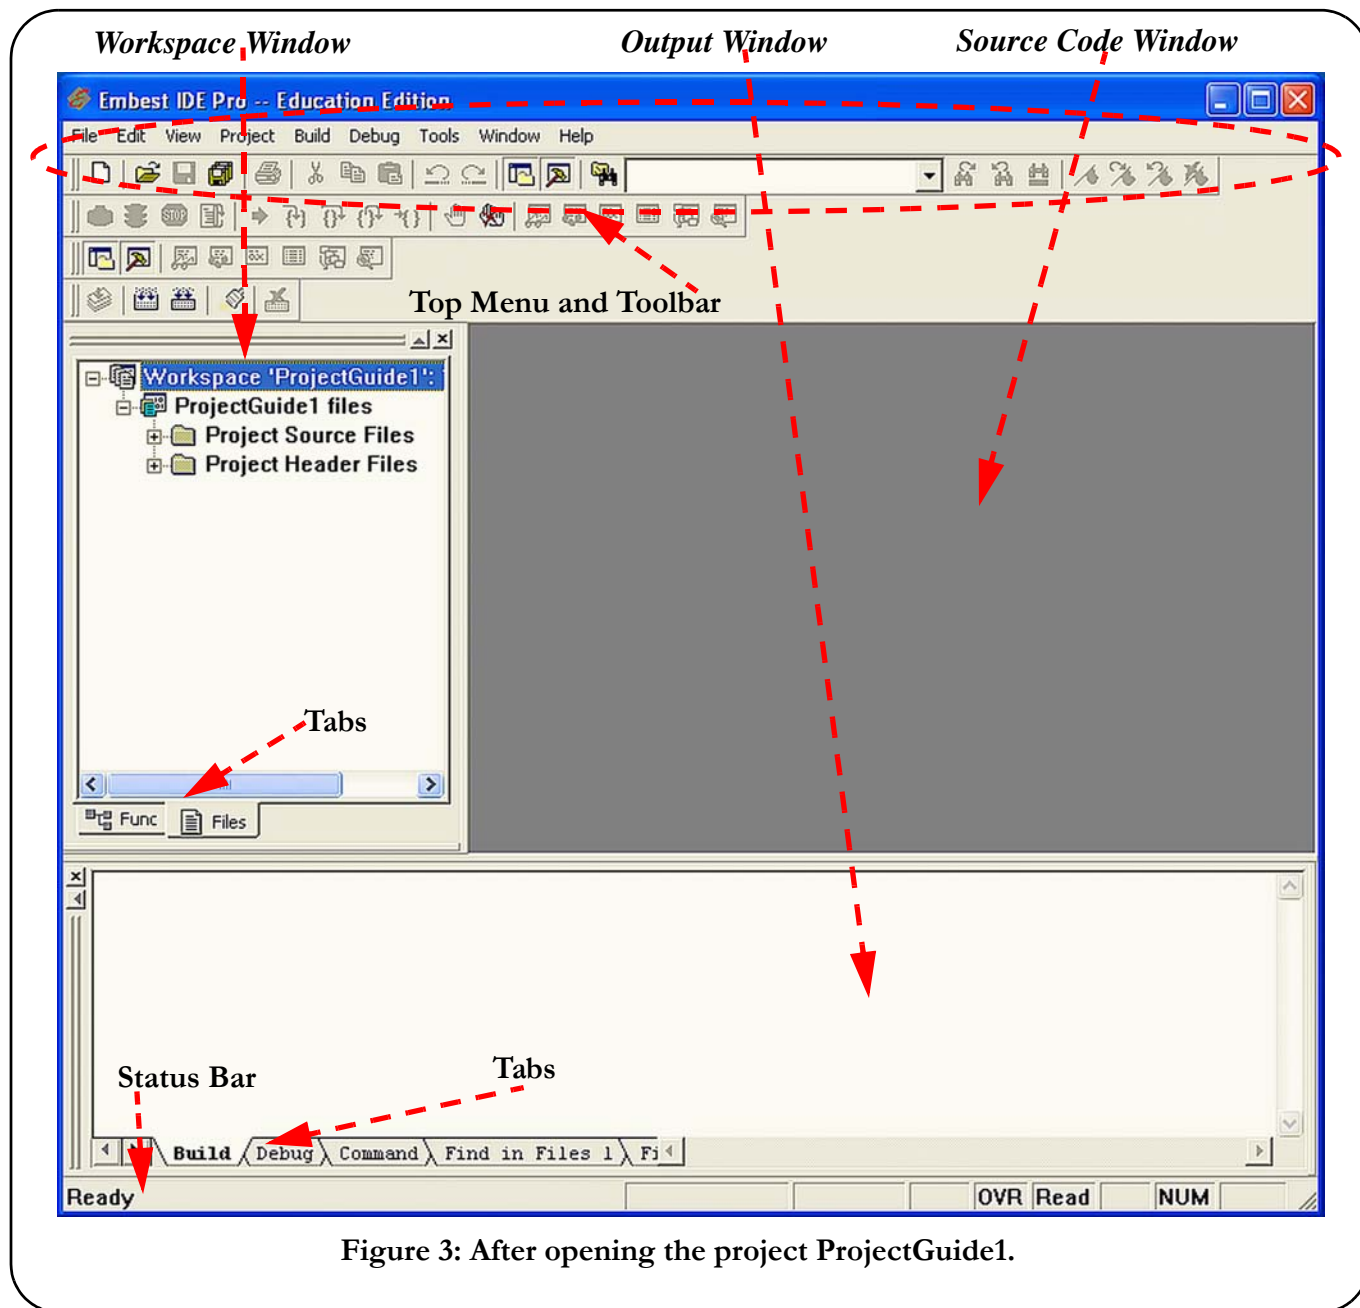 Workspace Window
Output Window
Source Code Window
Embest IDE Pro -- Education Edition
File Edit View Project Build Debug Tools Window Help
STOP
Top Menu and Toolbar
Workspace 'ProjectGuide1':
ProjectGuide1 files
Project Source Files
Project Header Files
Tabs
Func Files
Status Bar
Tabs
Build Debug Command Find in Files 1 Fi
Ready OVR Read NUM
Figure 3: After opening the project ProjectGuide1.